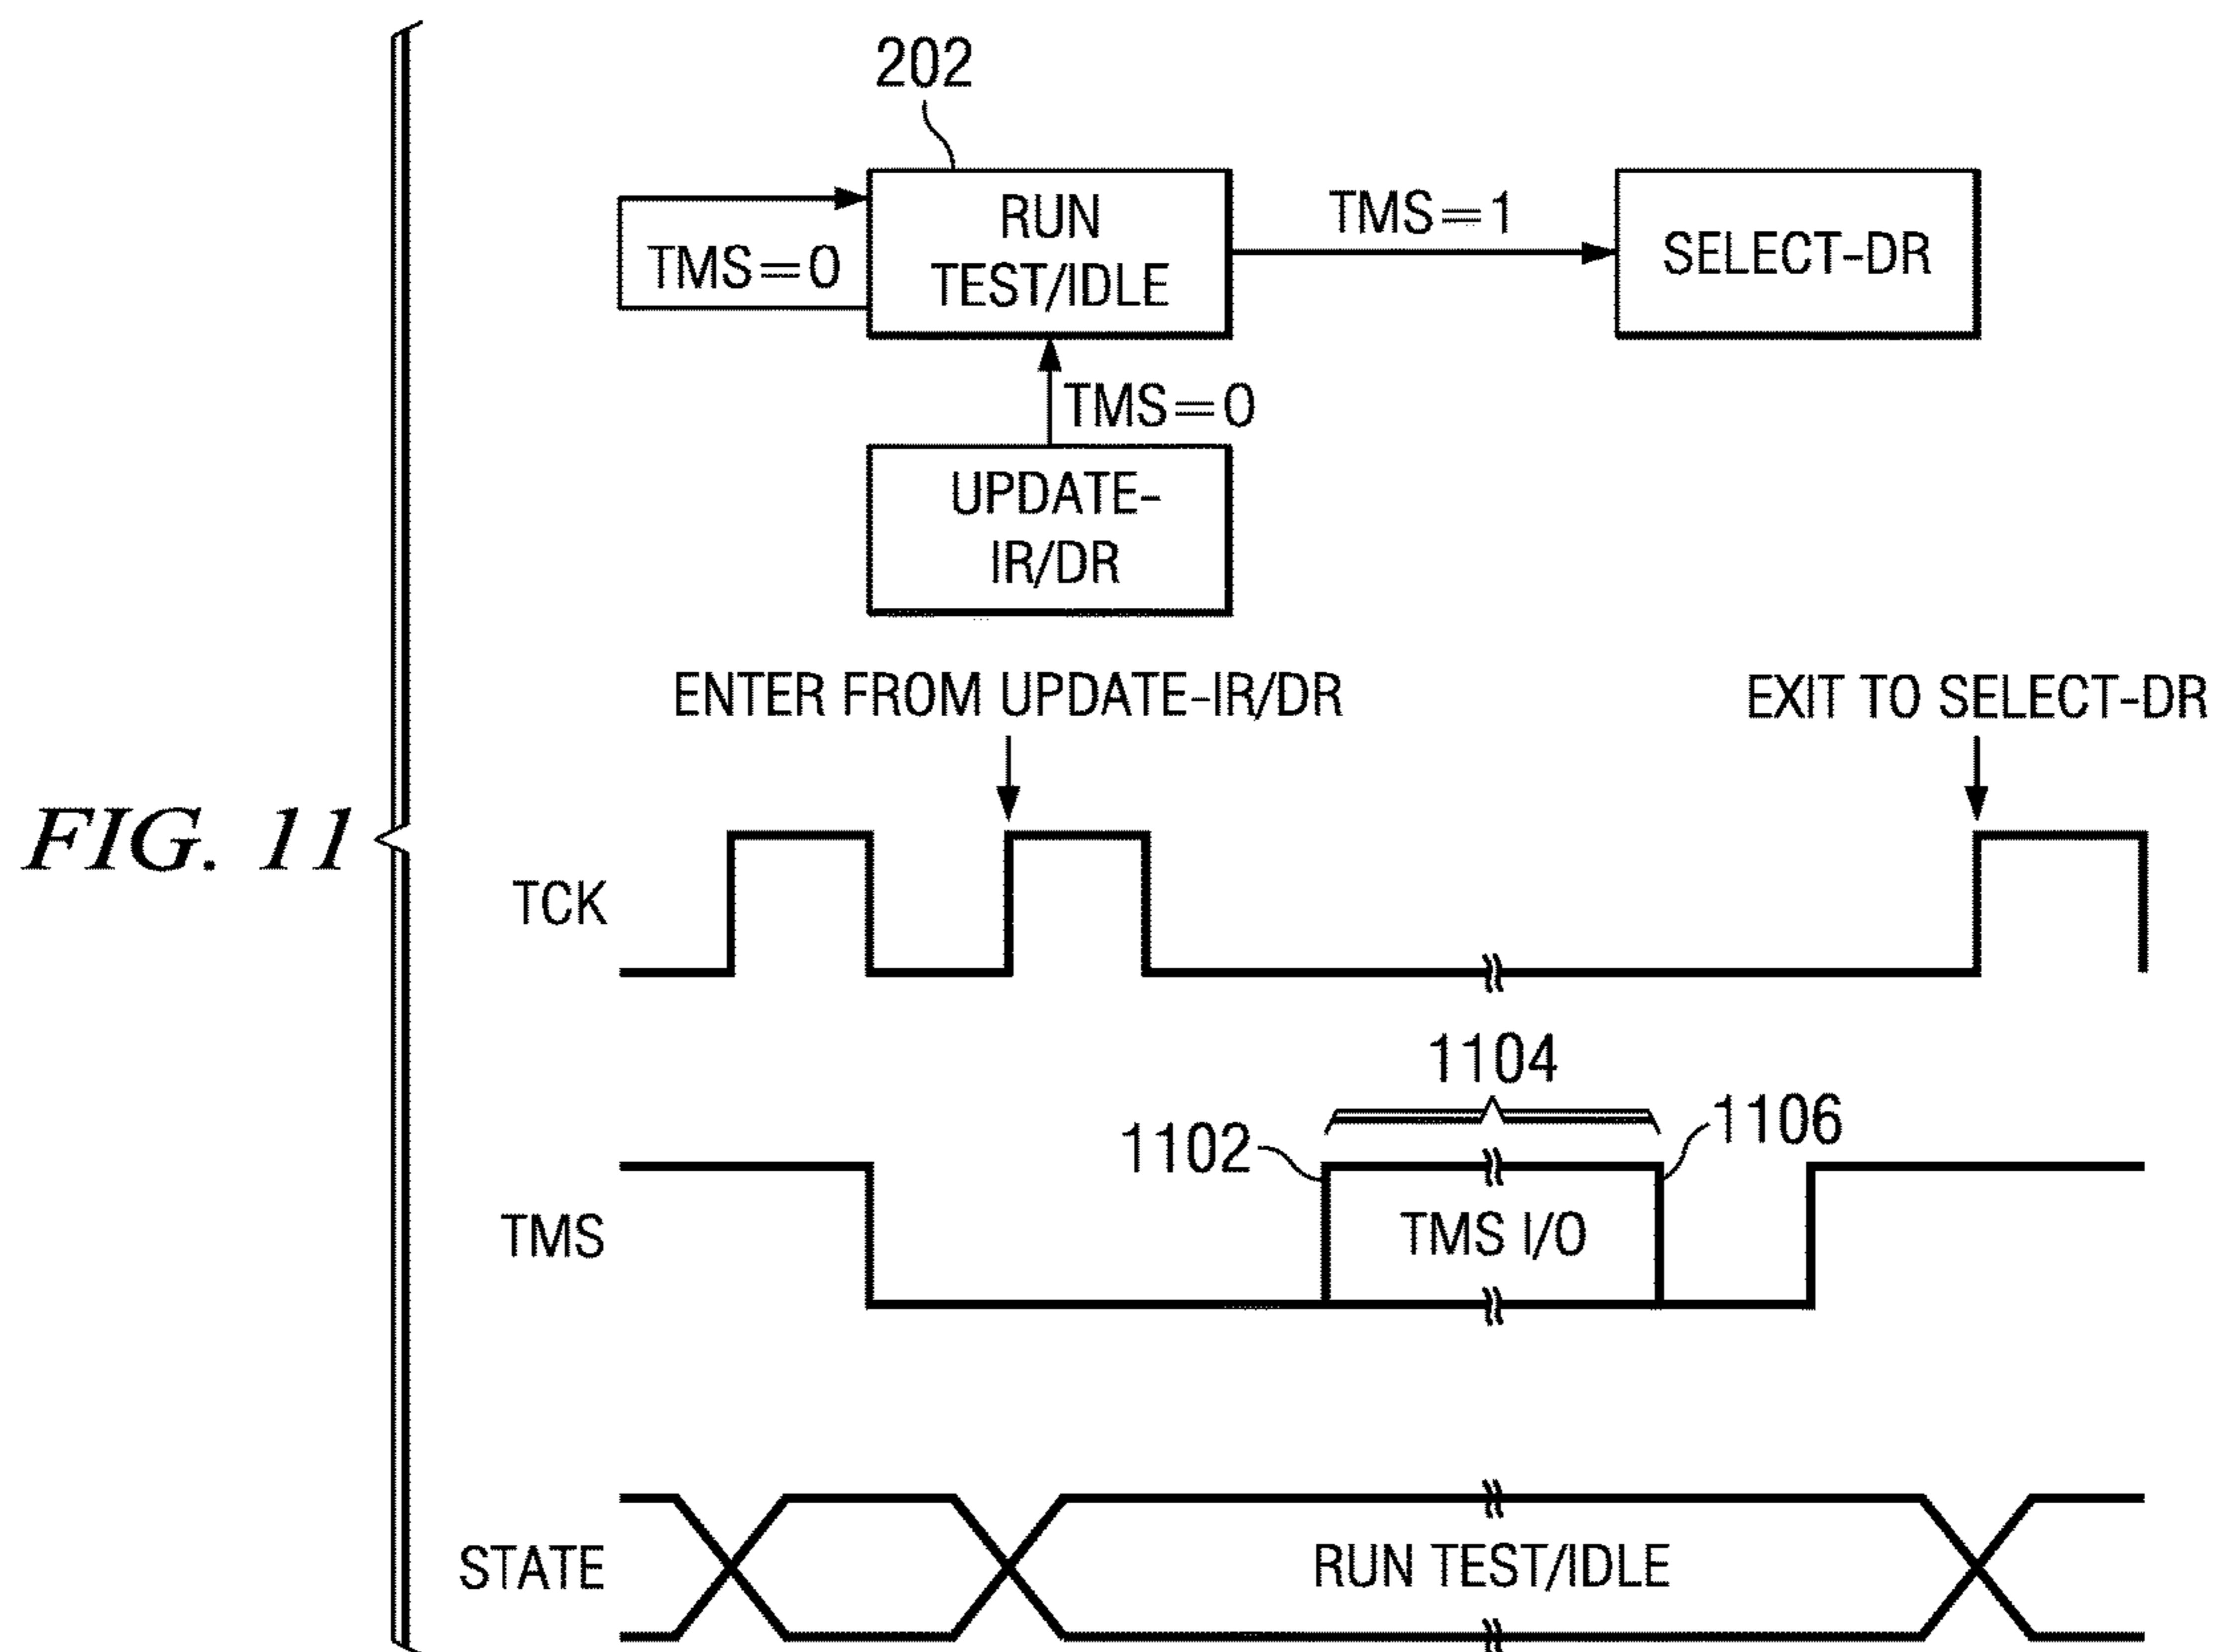 202
RUN
TEST/IDLE
TMS=0
TMS=1
SELECT-DR
TMS=0
UPDATE-
IR/DR
ENTER FROM UPDATE-IR/DR
EXIT TO SELECT-DR
FIG. 11
TCK
1104
1102
1106
TMS
TMS I/O
STATE
RUN TEST/IDLE